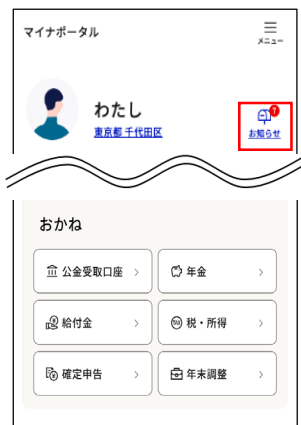 マイナポータル
メニュー
わたし
東京都 千代田区
お知らせ
おかね
公金受取口座
年金
給付金
税・所得
確定申告
年末調整